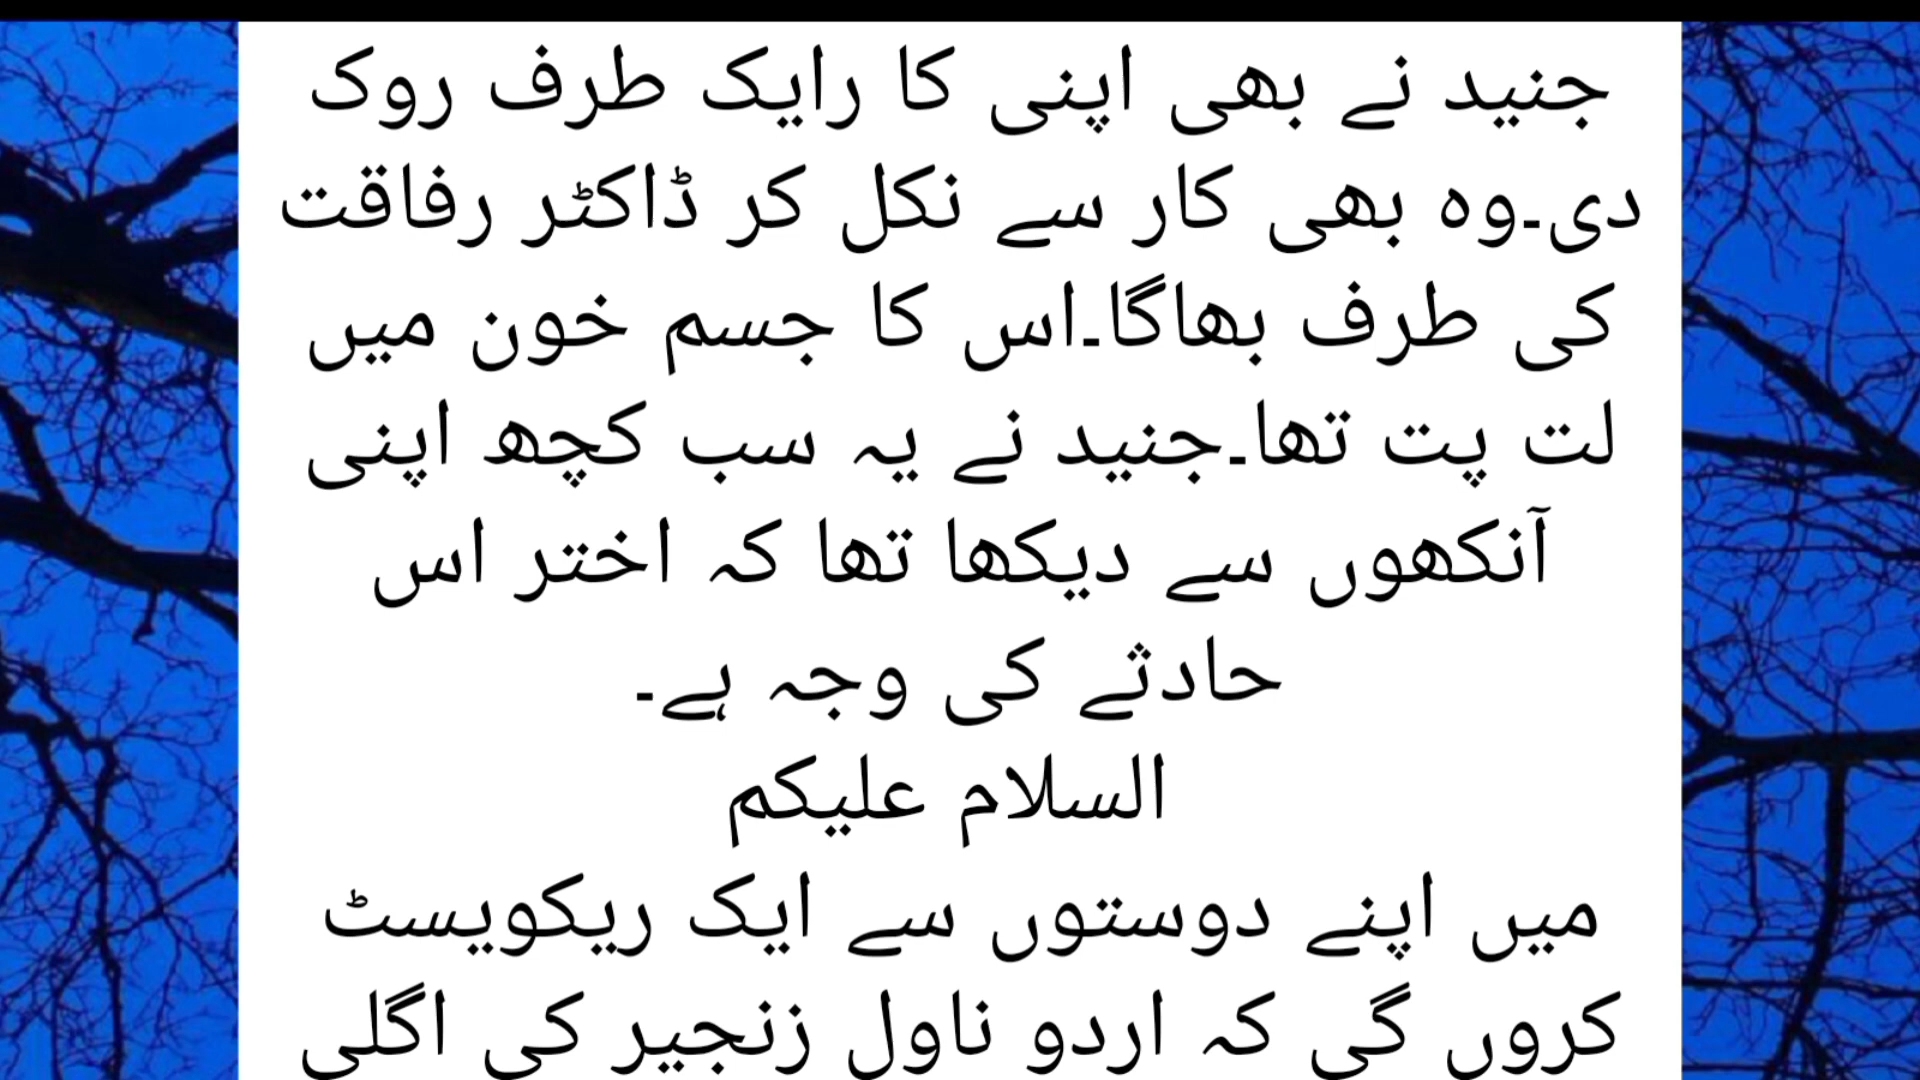 جنید نے بھی اپنی کا رایک طرف روک
دی۔وہ بھی کار سے نکل کر ڈاکٹر رفاقت
کی طرف بھاگا۔اس کا جسم خون میں
لت پت تھا۔جنید نے یہ سب کچھ اپنی
آنکھوں سے دیکھا تھا کہ اختر اس
حادثے کی وجہ ہے۔
السلام علیکم
میں اپنے دوستوں سے ایک ریکویسٹ
کروں گی کہ اردو ناول زنجیر کی اگلی